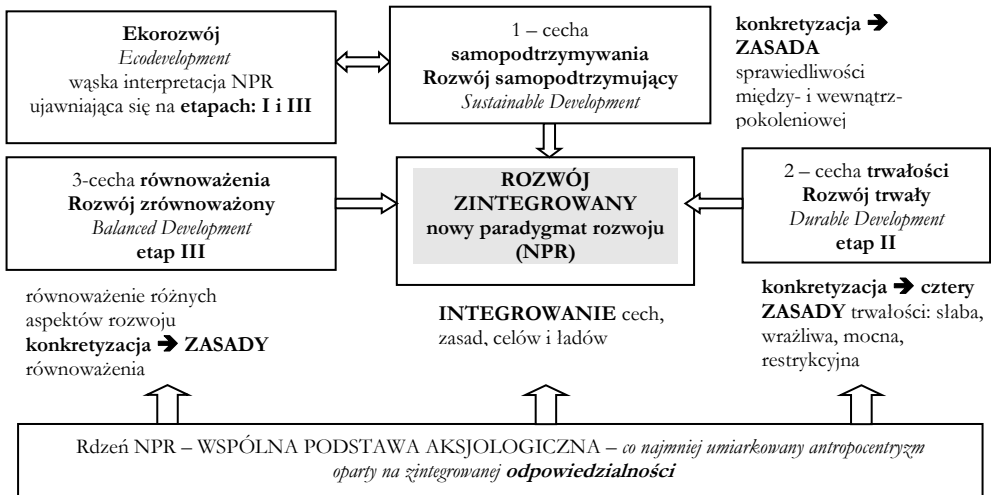 Ekorozwój
Ecodevelopment
wąska interpretacja NPR
ujawniająca się na etapach: I i III
1 – cecha
samopodtrzymywania
Rozwój samopodtrzymujący
Sustainable Development
konkretyzacja ➔
ZASADA
sprawiedliwości
między- i wewnątrz-
pokoleniowej
3-cecha równoważenia
Rozwój zrównoważony
Balanced Development
etap III
ROZWÓJ
ZINTEGROWANY
nowy paradygmat rozwoju
(NPR)
2 – cecha trwałości
Rozwój trwały
Durable Development
etap II
równoważenie różnych
aspektów rozwoju
konkretyzacja ➔ ZASADY
równoważenia
INTEGROWANIE cech,
zasad, celów i ładów
konkretyzacja ➔ cztery
ZASADY trwałości: słaba,
wrażliwa, mocna,
restrykcyjna
Rdzeń NPR – WSPÓLNA PODSTAWA AKSJOLOGICZNA – co najmniej umiarkowany antropocentryzm
oparty na zintegrowanej odpowiedzialności